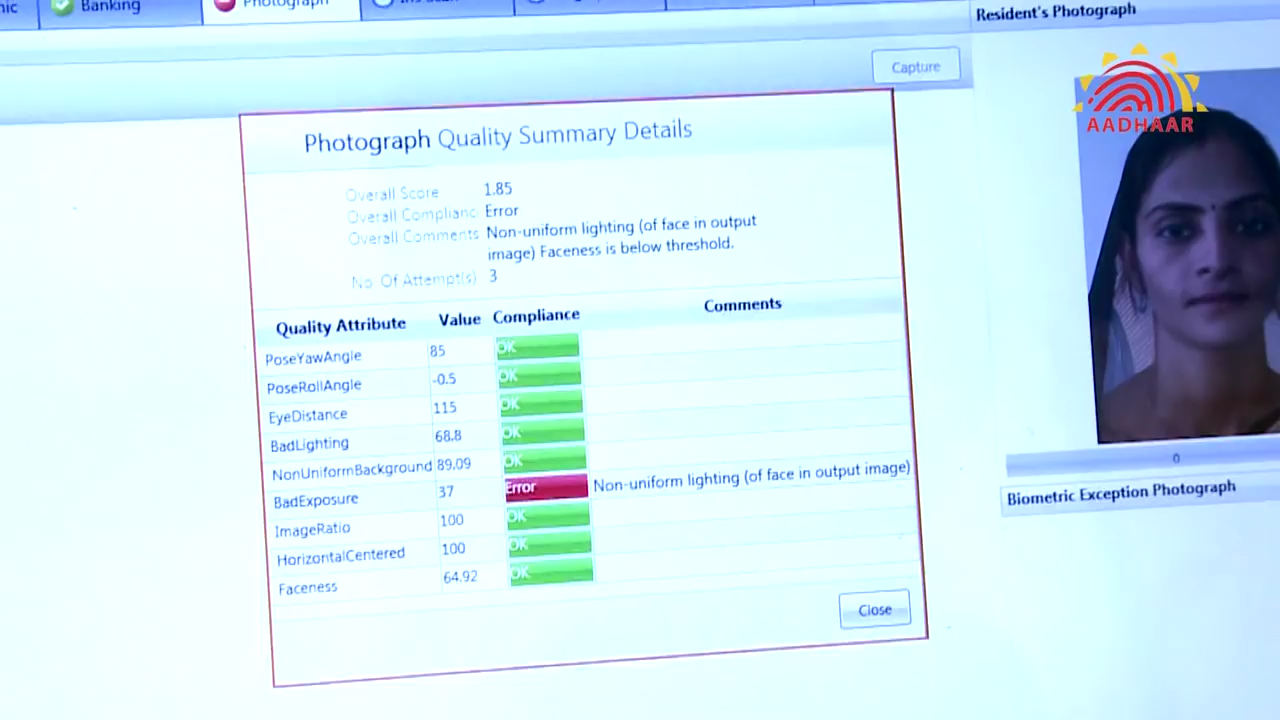 Banking
Photograph
Resident's Photograph
Capture
AADHAAR
Photograph Quality Summary Details
Overall Score 1.85
Overall Complianc Error
Overall Comments Non-uniform lighting (of face in output
image) Faceness is below threshold.
No. Of Attempt(s) 3
Quality Attribute Value Compliance Comments
PoseYawAngle 85 OK
PoseRollAngle -0.5 OK
EyeDistance 115 OK
BadLighting 68.8 OK
NonUniformBackground 89.09 OK
BadExposure 37 Error Non-uniform lighting (of face in output image)
ImageRatio 100 OK
HorizontalCentered 100 OK
Faceness 64.92 OK
0
Biometric Exception Photograph
Close